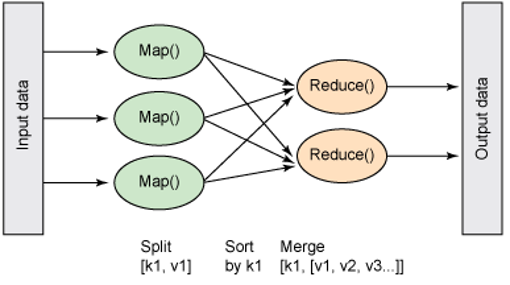 Input data
Map()
Map()
Map()
Reduce()
Reduce()
Output data
Split
[k1, v1]
Sort
by k1
Merge
[k1, [v1, v2, v3...]]